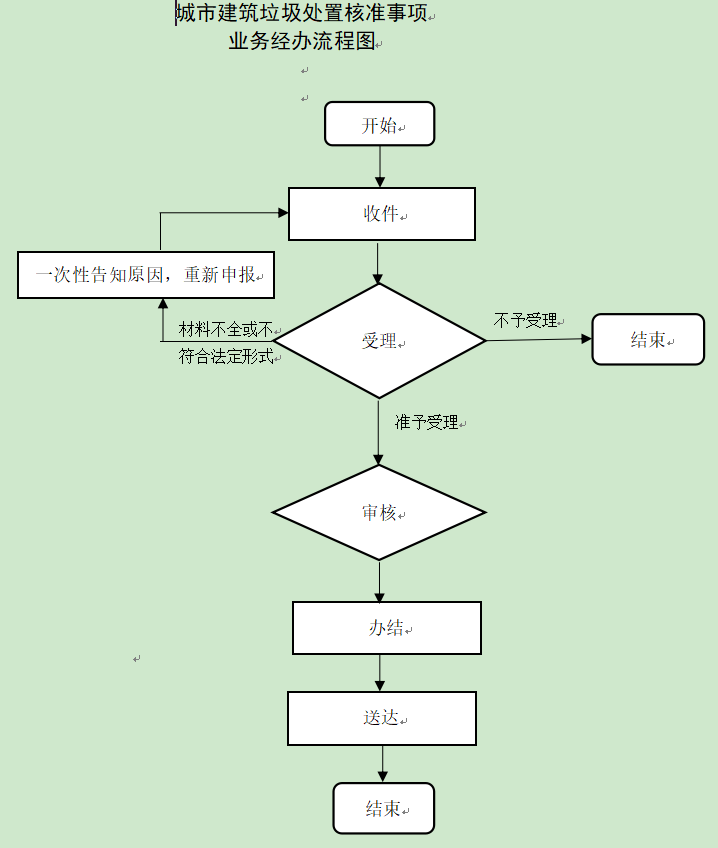 城市建筑垃圾处置核准事项
业务经办流程图
开始
收件
一次性告知原因，重新申报
材料不全或不
符合法定形式
受理
不予受理
结束
准予受理
审核
办结
送达
结束